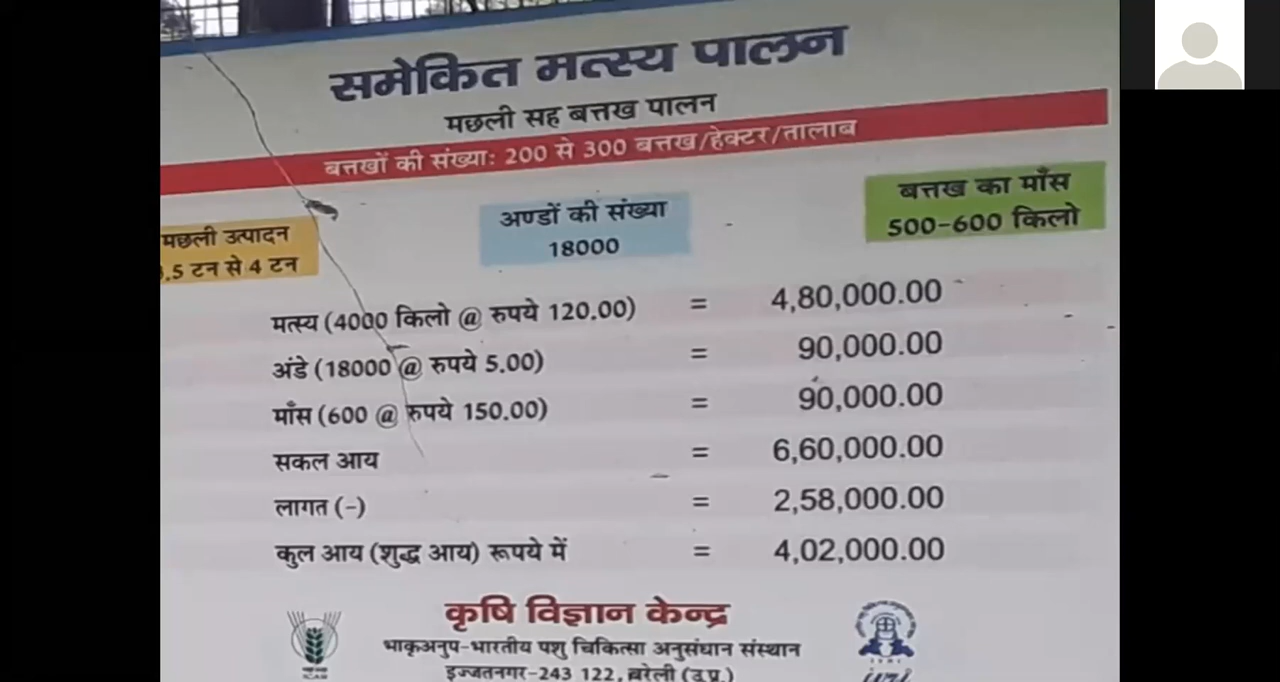 समेकित मत्स्य पालन
मछली सह बत्तख पालन
बत्तखों की संख्या: 200 से 300 बत्तख/हेक्टर/तालाब
मछली उत्पादन
.5 टन से 4 टन
अण्डों की संख्या
18000
बत्तख का माँस
500-600 किलो
मत्स्य (4000 किलो @ रुपये 120.00) = 4,80,000.00
अंडे (18000 @ रुपये 5.00) = 90,000.00
माँस (600 @ रुपये 150.00) = 90,000.00
सकल आय = 6,60,000.00
लागत (-) = 2,58,000.00
कुल आय (शुद्ध आय) रूपये में = 4,02,000.00
कृषि विज्ञान केन्द्र
भाकृअनुप-भारतीय पशु चिकित्सा अनुसंधान संस्थान
इज्जतनगर-243 122, बरेली (उ.प्र.)